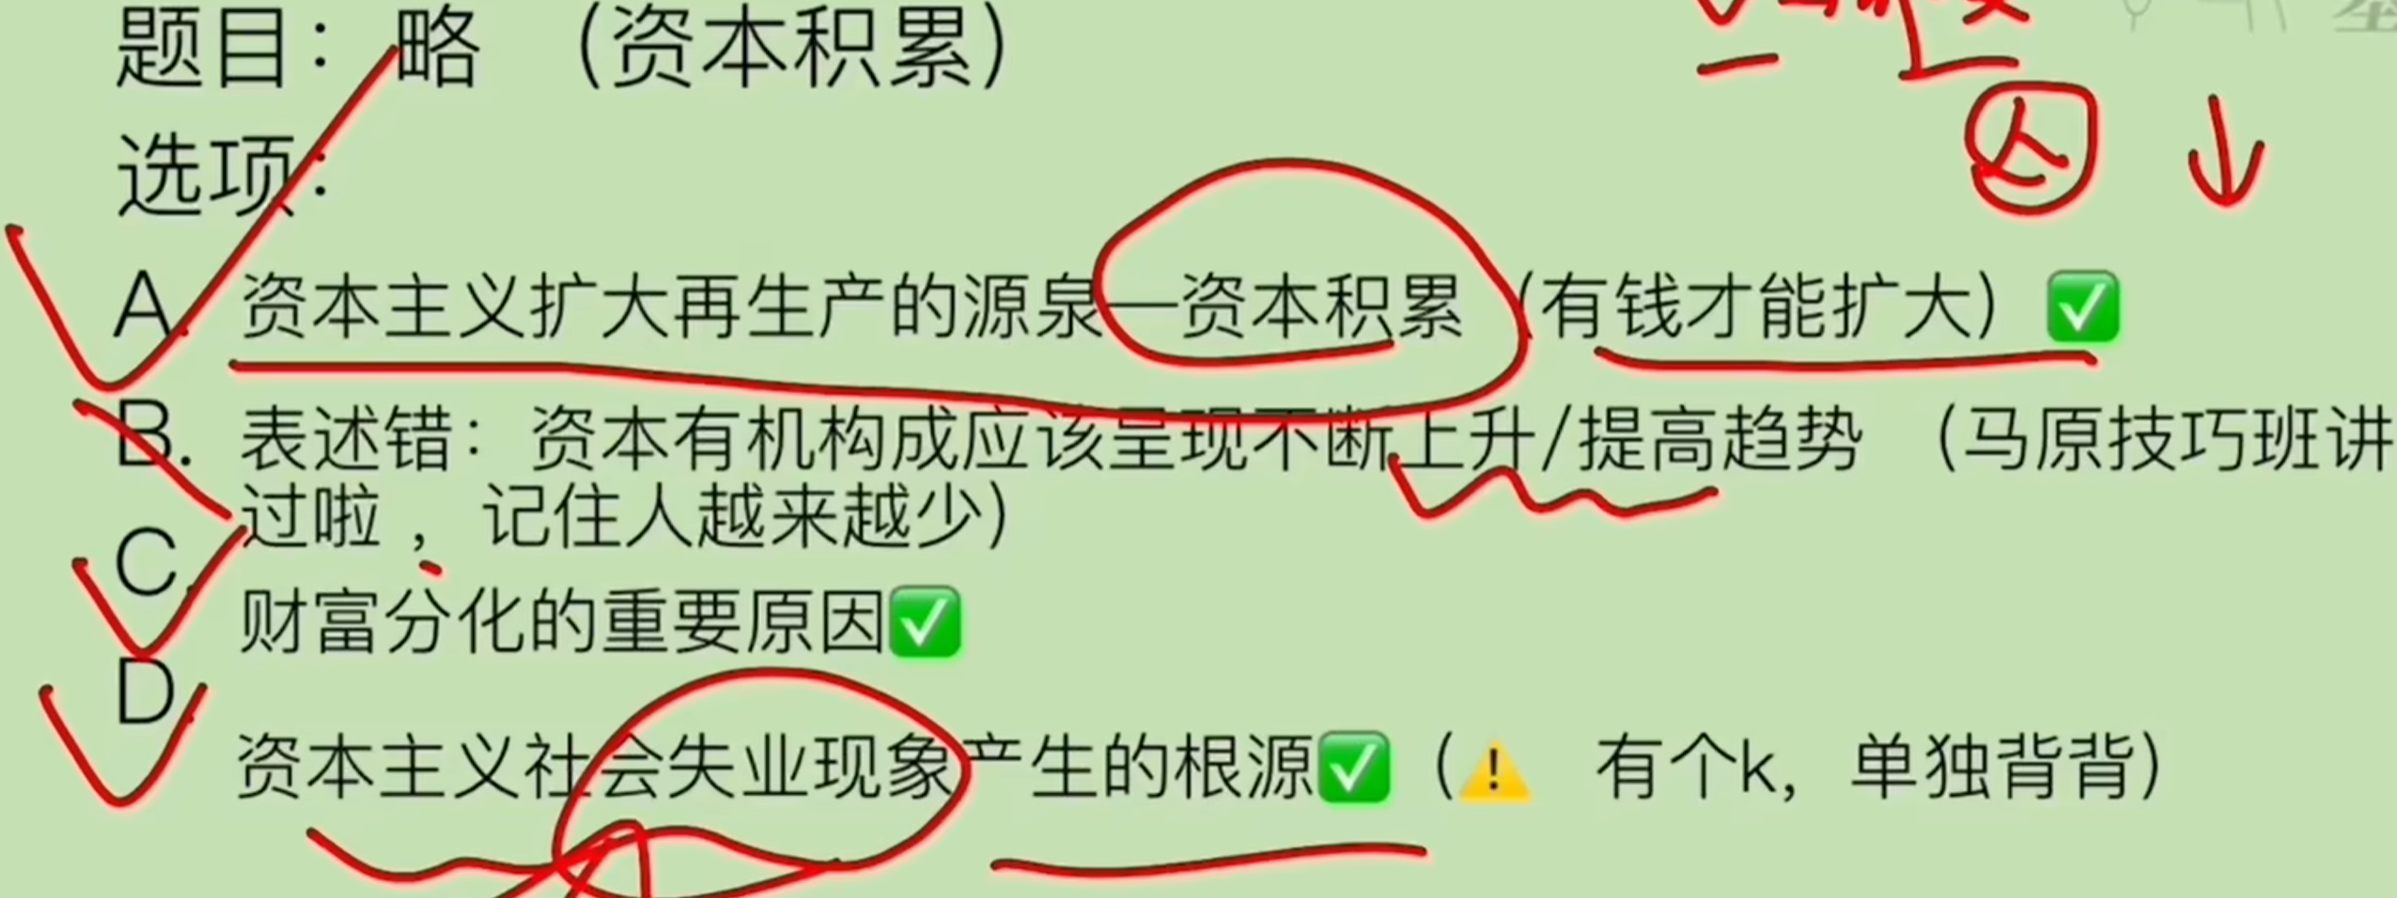 题目：略 （资本积累）
选项：
A. 资本主义扩大再生产的源泉—资本积累（有钱才能扩大）✅
B. 表述错：资本有机构成应该呈现不断上升/提高趋势 （马原技巧班讲
过啦，记住人越来越少）
C.
财富分化的重要原因✅
D.
资本主义社会失业现象产生的根源✅（⚠️ 有个k，单独背背）
人